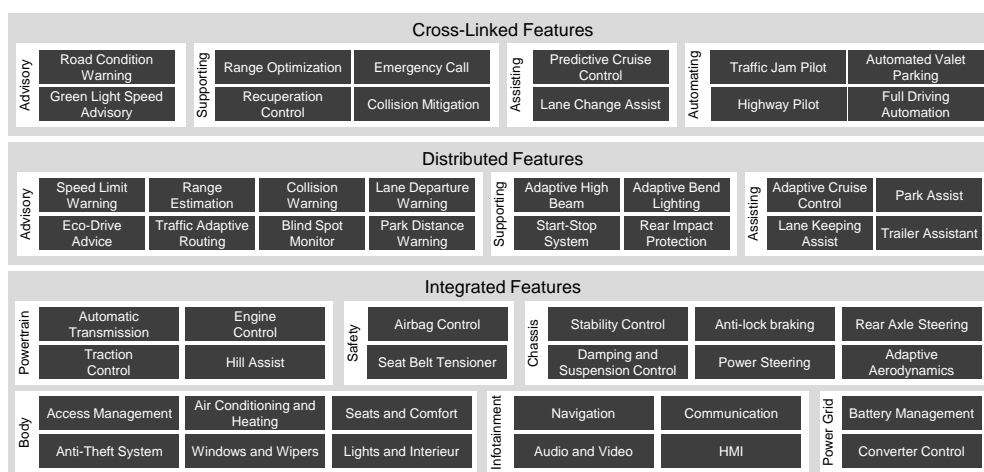 Cross-Linked Features
Advisory
Road Condition
Warning
Green Light Speed
Advisory
Supporting
Range Optimization
Emergency Call
Recuperation
Control
Collision Mitigation
Assisting
Predictive Cruise
Control
Lane Change Assist
Automating
Traffic Jam Pilot
Automated Valet
Parking
Highway Pilot
Full Driving
Automation
Distributed Features
Advisory
Speed Limit
Warning
Range
Estimation
Collision
Warning
Lane Departure
Warning
Eco-Drive
Advice
Traffic Adaptive
Routing
Blind Spot
Monitor
Park Distance
Warning
Supporting
Adaptive High
Beam
Adaptive Bend
Lighting
Start-Stop
System
Rear Impact
Protection
Assisting
Adaptive Cruise
Control
Park Assist
Lane Keeping
Assist
Trailer Assistant
Integrated Features
Powertrain
Automatic
Transmission
Engine
Control
Traction
Control
Hill Assist
Safety
Airbag Control
Seat Belt Tensioner
Chassis
Stability Control
Anti-lock braking
Rear Axle Steering
Damping and
Suspension Control
Power Steering
Adaptive
Aerodynamics
Body
Access Management
Air Conditioning and
Heating
Seats and Comfort
Anti-Theft System
Windows and Wipers
Lights and Interieur
Infotainment
Navigation
Communication
Audio and Video
HMI
Power Grid
Battery Management
Converter Control